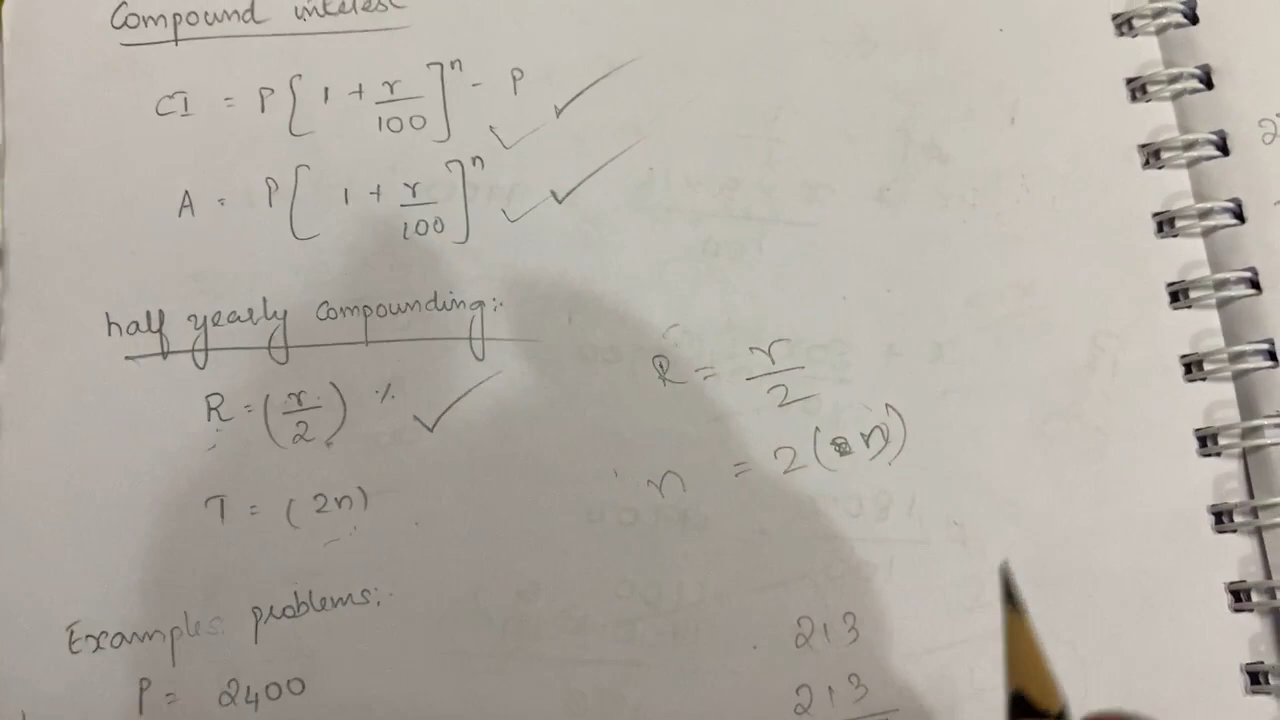 Compound interest
CI = P[1 + r/100]^n - P
A = P[1 + r/100]^n
half yearly compounding:
R = (r/2) %
T = (2n)
R = r/2
n = 2(n)
Examples problems:
P = 2400
213
213
2